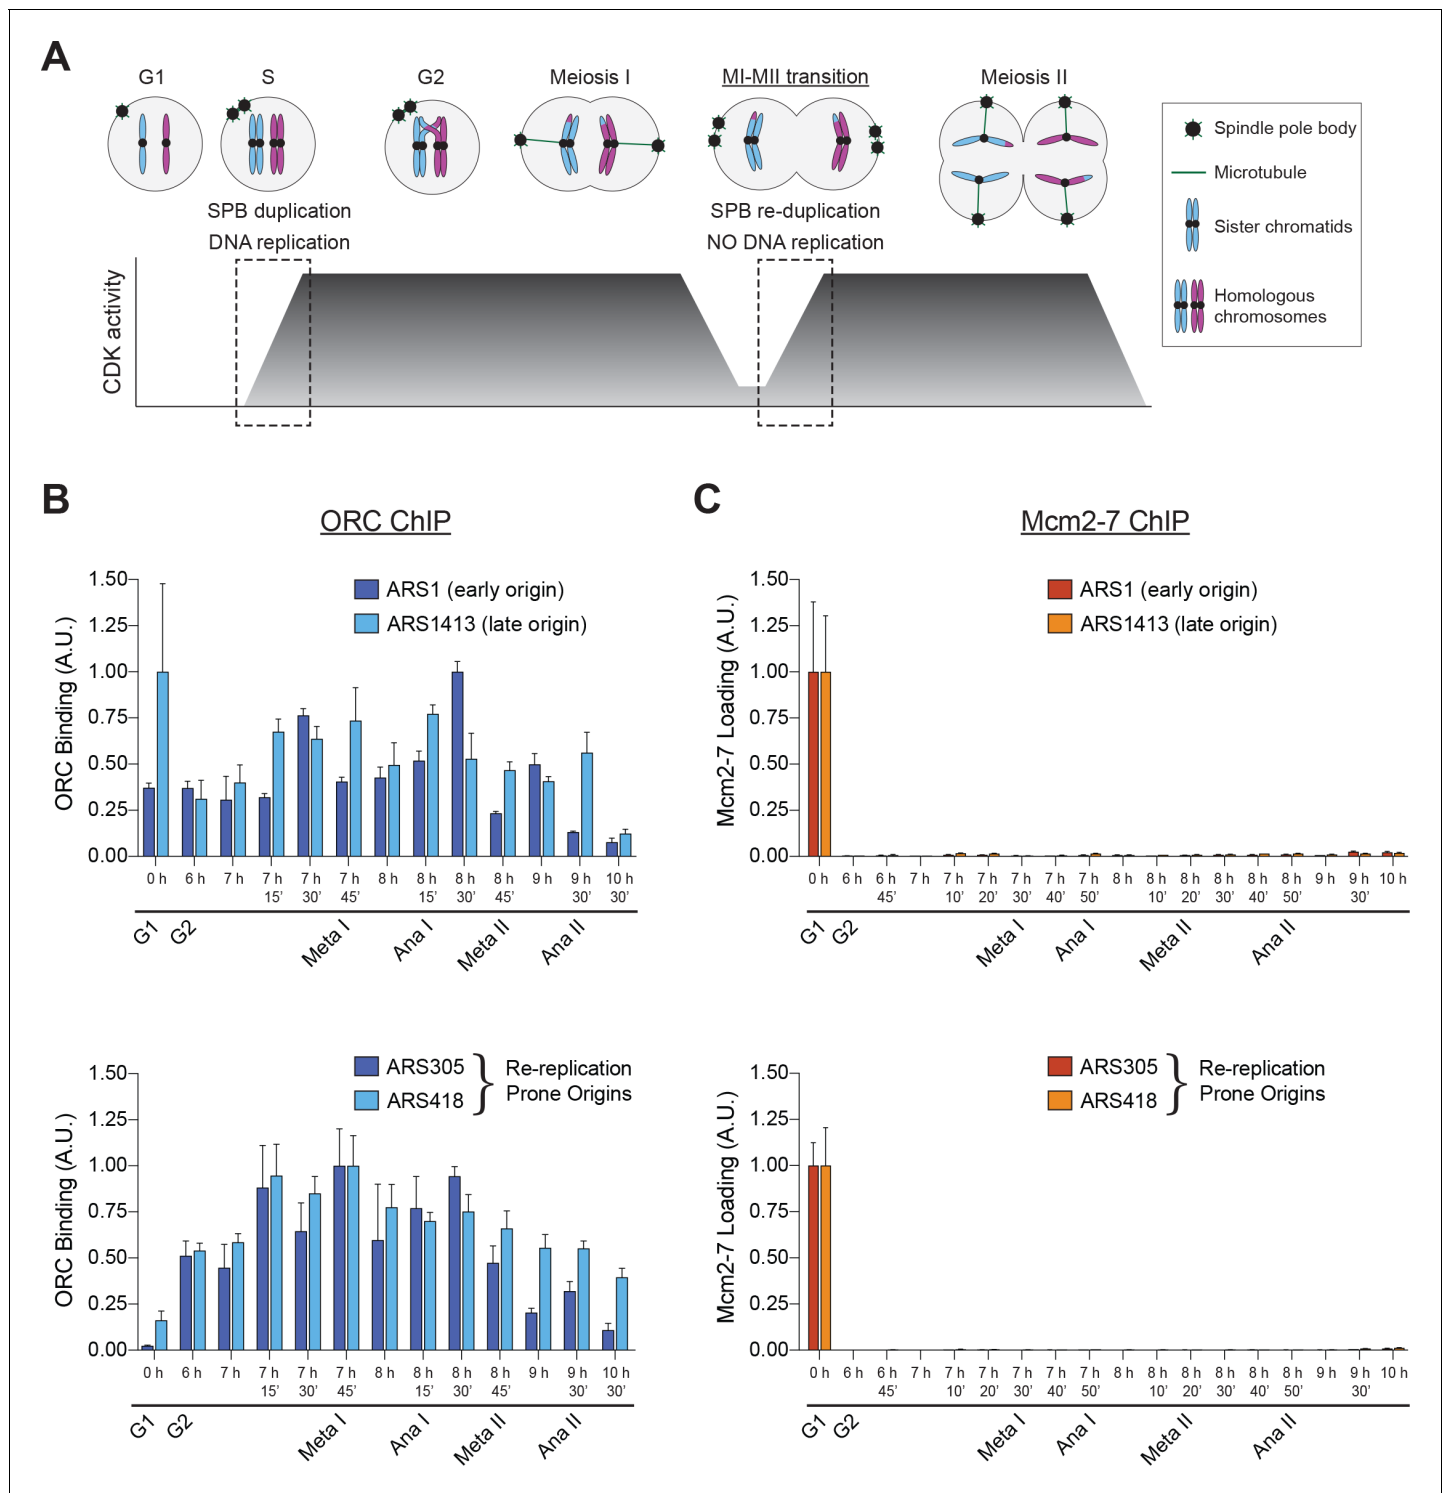 A
G1
S
G2
Meiosis I
MI-MII transition
Meiosis II
SPB duplication
DNA replication
SPB re-duplication
NO DNA replication
CDK activity
Spindle pole body
Microtubule
Sister chromatids
Homologous
chromosomes
B
ORC ChIP
ORC Binding (A.U.)
1.50
1.25
1.00
0.75
0.50
0.25
0.00
ARS1 (early origin)
ARS1413 (late origin)
0 h 6 h 7 h 7 h 7 h 7 h 8 h 8 h 8 h 8 h 9 h 9 h 10 h
15’ 30’ 45’ 15’ 30’ 45’ 30’ 30’
G1 G2 Meta I Ana I Meta II Ana II
C
Mcm2-7 ChIP
Mcm2-7 Loading (A.U.)
1.50
1.25
1.00
0.75
0.50
0.25
0.00
ARS1 (early origin)
ARS1413 (late origin)
0 h 6 h 6 h 7 h 7 h 7 h 7 h 7 h 7 h 8 h 8 h 8 h 8 h 8 h 8 h 9 h 9 h 10 h
45’ 10’ 20’ 30’ 40’ 50’ 10’ 20’ 30’ 40’ 50’ 30’
G1 G2 Meta I Ana I Meta II Ana II
ORC Binding (A.U.)
1.50
1.25
1.00
0.75
0.50
0.25
0.00
ARS305
ARS418
Re-replication
Prone Origins
0 h 6 h 7 h 7 h 7 h 7 h 8 h 8 h 8 h 8 h 9 h 9 h 10 h
15’ 30’ 45’ 15’ 30’ 45’ 30’ 30’
G1 G2 Meta I Ana I Meta II Ana II
Mcm2-7 Loading (A.U.)
1.50
1.25
1.00
0.75
0.50
0.25
0.00
ARS305
ARS418
Re-replication
Prone Origins
0 h 6 h 6 h 7 h 7 h 7 h 7 h 7 h 7 h 8 h 8 h 8 h 8 h 8 h 8 h 9 h 9 h 10 h
45’ 10’ 20’ 30’ 40’ 50’ 10’ 20’ 30’ 40’ 50’ 30’
G1 G2 Meta I Ana I Meta II Ana II